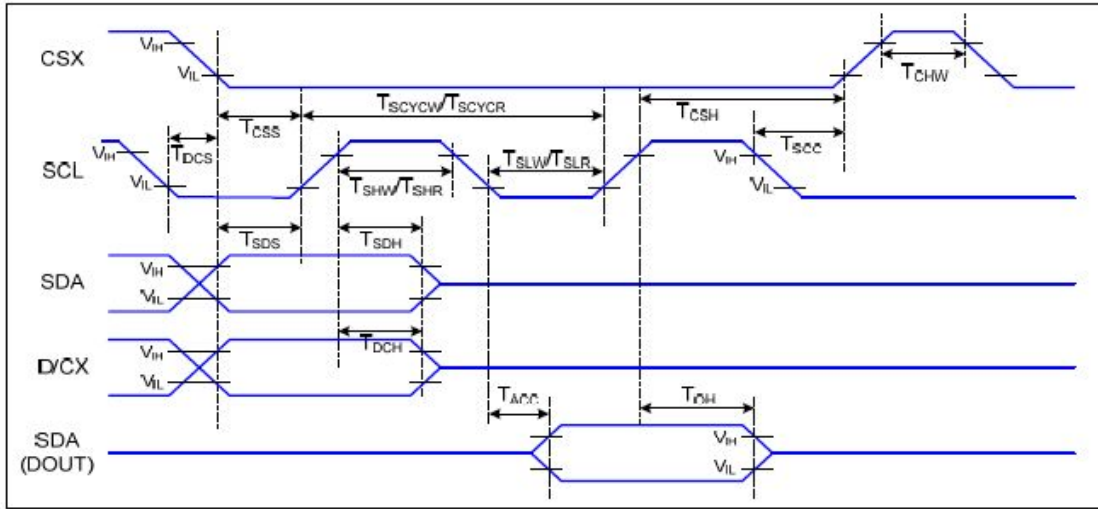 CSX
VIH
VIL
TCHW
TSCYCW/TSCYCR
TCSS
TCSH
TDCS
TSCC
SCL
VIH
VIL
TSLW/TSLR
VIH
VIL
TSHW/TSHR
TSDS
TSDH
SDA
VIH
VIL
TDCH
D/CX
VIH
VIL
TACC
TOH
SDA
(DOUT)
VIH
VIL